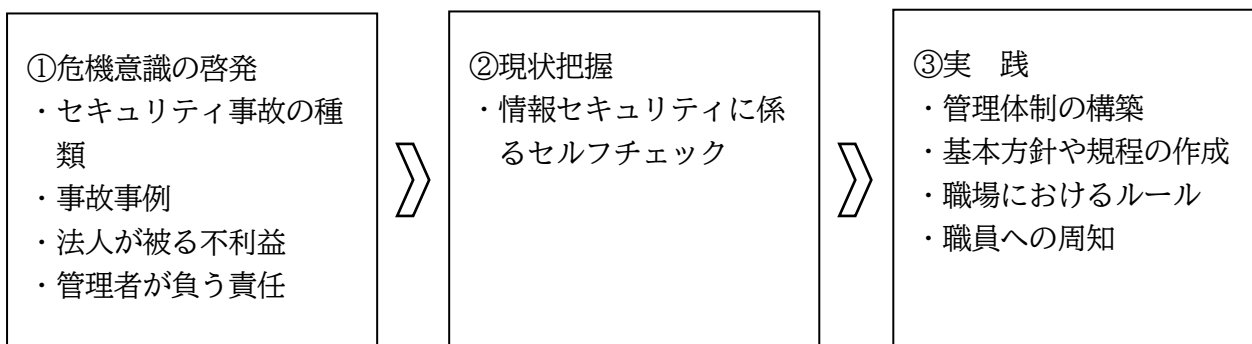 ①危機意識の啓発
・セキュリティ事故の種
類
・事故事例
・法人が被る不利益
・管理者が負う責任
②現状把握
・情報セキュリティに係
るセルフチェック
③実　践
・管理体制の構築
・基本方針や規程の作成
・職場におけるルール
・職員への周知